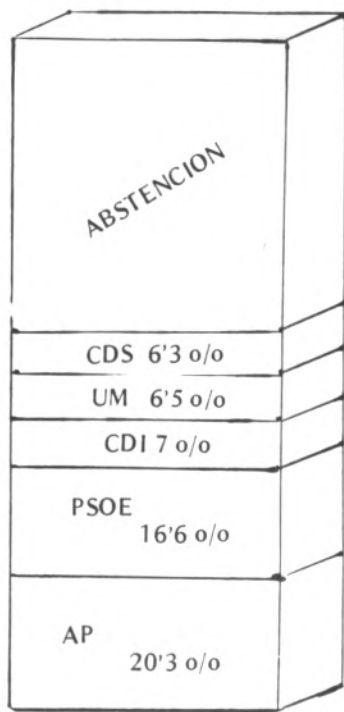 ABSTENCION
CDS 6'3 o/o
UM 6'5 o/o
CDI 7 o/o
PSOE
16'6 o/o
AP
20'3 o/o